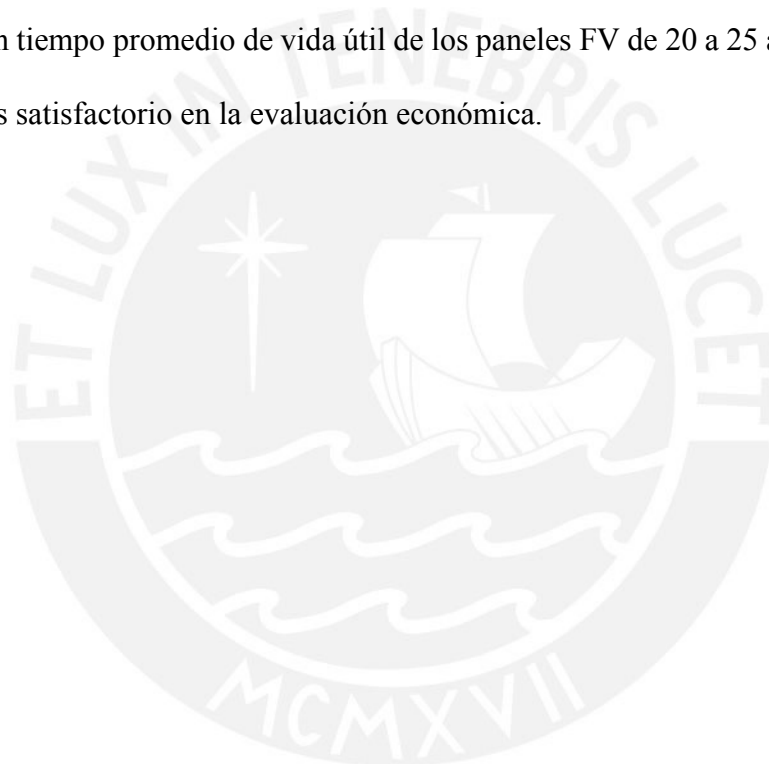 n tiempo promedio de vida útil de los paneles FV de 20 a 25 a
s satisfactorio en la evaluación económica.
ET LUX IN TENEBRIS LUCET
MCMXVII